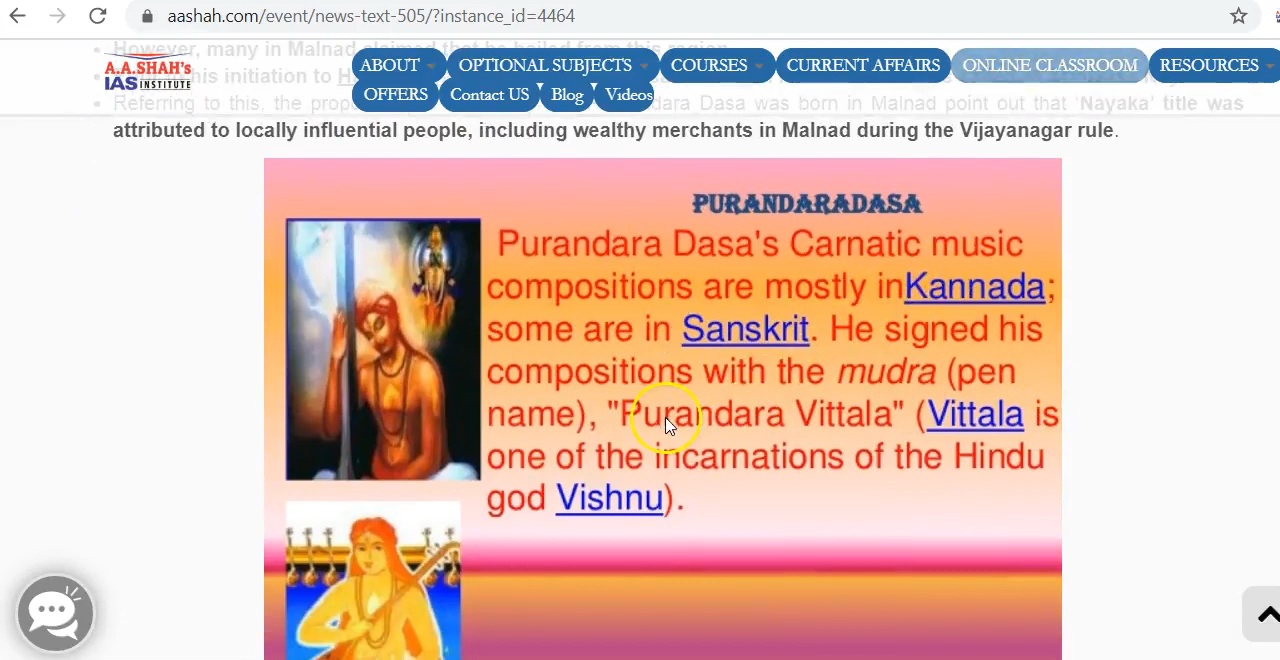 aashah.com/event/news-text-505/?instance_id=4464
However, many in Malnad claimed that he hailed from this region.
A.A.SHAH's
IAS INSTITUTE
ABOUT
OPTIONAL SUBJECTS
COURSES
CURRENT AFFAIRS
ONLINE CLASSROOM
RESOURCES
OFFERS
Contact US
Blog
Videos
his initiation to
Referring to this, the
dara Dasa was born in Malnad point out that 'Nayaka' title was
attributed to locally influential people, including wealthy merchants in Malnad during the Vijayanagar rule.
PURANDARADASA
Purandara Dasa's Carnatic music
compositions are mostly inKannada;
some are in Sanskrit. He signed his
compositions with the mudra (pen
name), "Purandara Vittala" (Vittala is
one of the incarnations of the Hindu
god Vishnu).